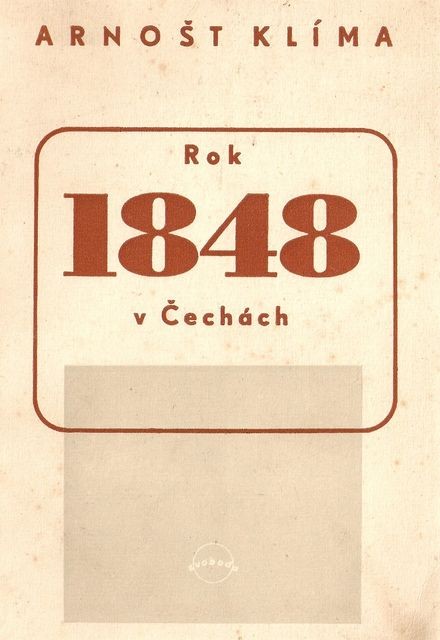 ARNOŠT KLÍMA
Rok
1848
v Čechách
svoboda